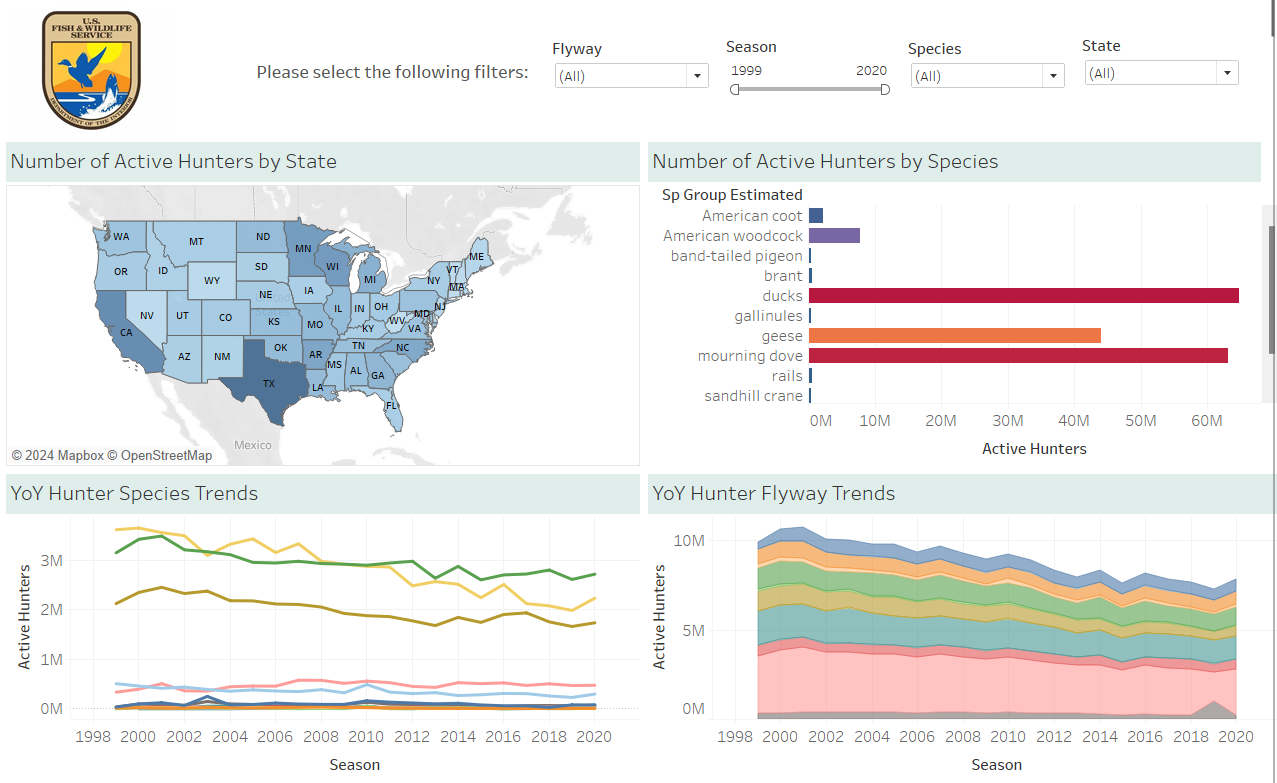 U.S.
FISH & WILDLIFE
SERVICE
DEPARTMENT OF THE INTERIOR
Please select the following filters:
Flyway
(All)
Season
1999 2020
Species
(All)
State
(All)
Number of Active Hunters by State
WA
MT
ND
MN
OR
ID
WY
SD
WI
MI
NY
VT
ME
MA
NV
UT
CO
NE
IA
IL
IN
OH
NJ
CA
KS
MO
KY
WV
MD
VA
AZ
NM
OK
AR
TN
NC
TX
LA
MS
AL
GA
FL
United
States
Mexico
© 2024 Mapbox © OpenStreetMap
Number of Active Hunters by Species
Sp Group Estimated
American coot
American woodcock
band-tailed pigeon
brant
ducks
gallinules
geese
mourning dove
rails
sandhill crane
0M 10M 20M 30M 40M 50M 60M
Active Hunters
YoY Hunter Species Trends
Active Hunters
3M
2M
1M
0M
1998 2000 2002 2004 2006 2008 2010 2012 2014 2016 2018 2020
Season
YoY Hunter Flyway Trends
Active Hunters
10M
5M
0M
1998 2000 2002 2004 2006 2008 2010 2012 2014 2016 2018 2020
Season